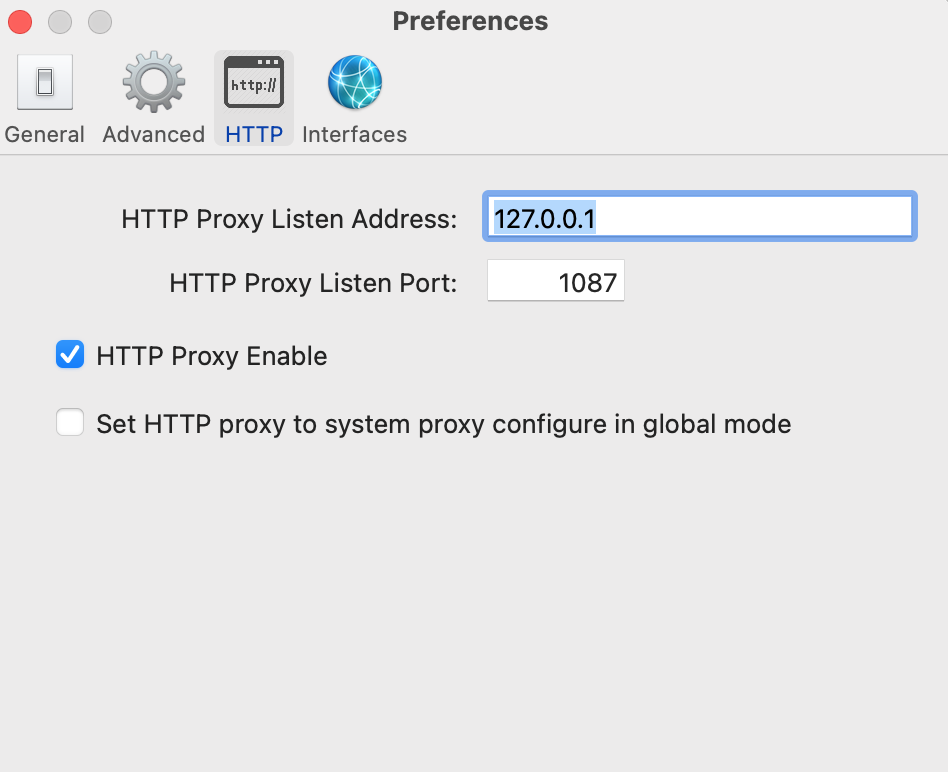 Preferences
General Advanced http:// HTTP Interfaces
HTTP Proxy Listen Address: 127.0.0.1
HTTP Proxy Listen Port: 1087
HTTP Proxy Enable
Set HTTP proxy to system proxy configure in global mode